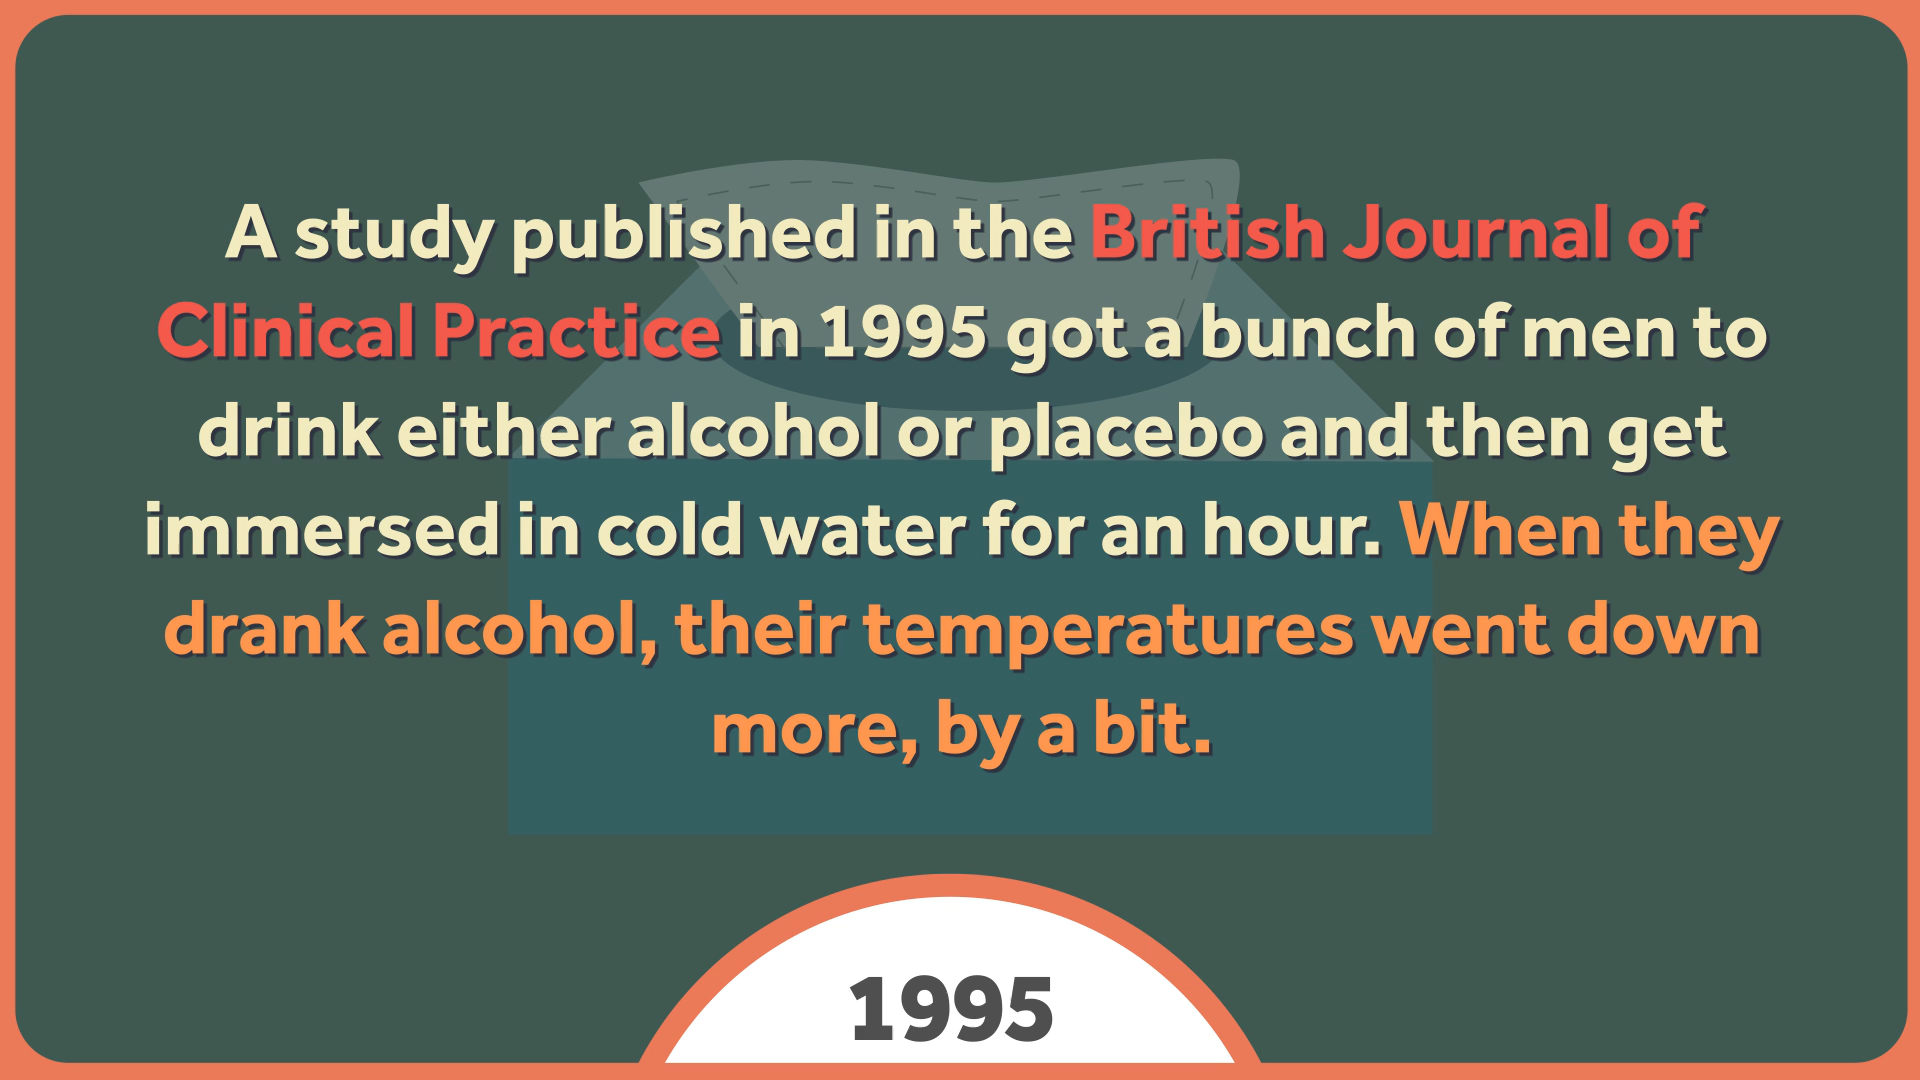 A study published in the British Journal of
Clinical Practice in 1995 got a bunch of men to
drink either alcohol or placebo and then get
immersed in cold water for an hour. When they
drank alcohol, their temperatures went down
more, by a bit.
1995